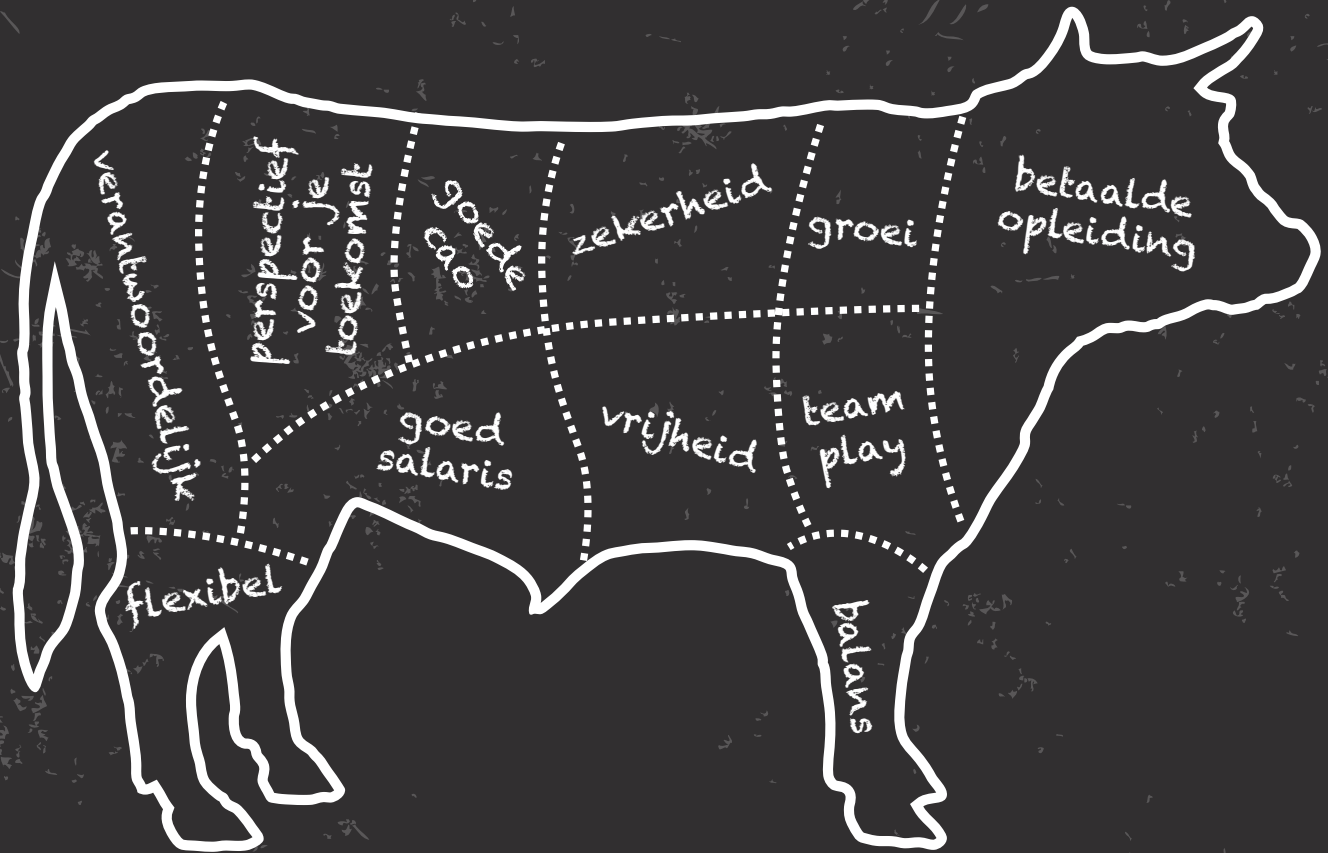 verantwoordelijk
perspectief
voor je
toekomst
goede
cao
zekerheid
groei
betaalde
opleiding
goed
salaris
vrijheid
team
play
flexibel
balans